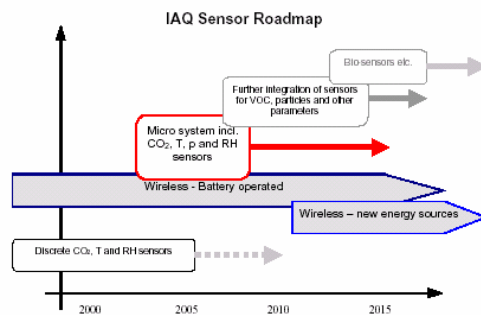 IAQ Sensor Roadmap
Bio-sensors etc.
Further integration of sensors
for VOC, particles and other
parameters
Micro system incl.
CO₂, T, p and RH
sensors
Wireless - Battery operated
Wireless – new energy sources
Discrete CO₂, T and RH sensors
2000 2005 2010 2015